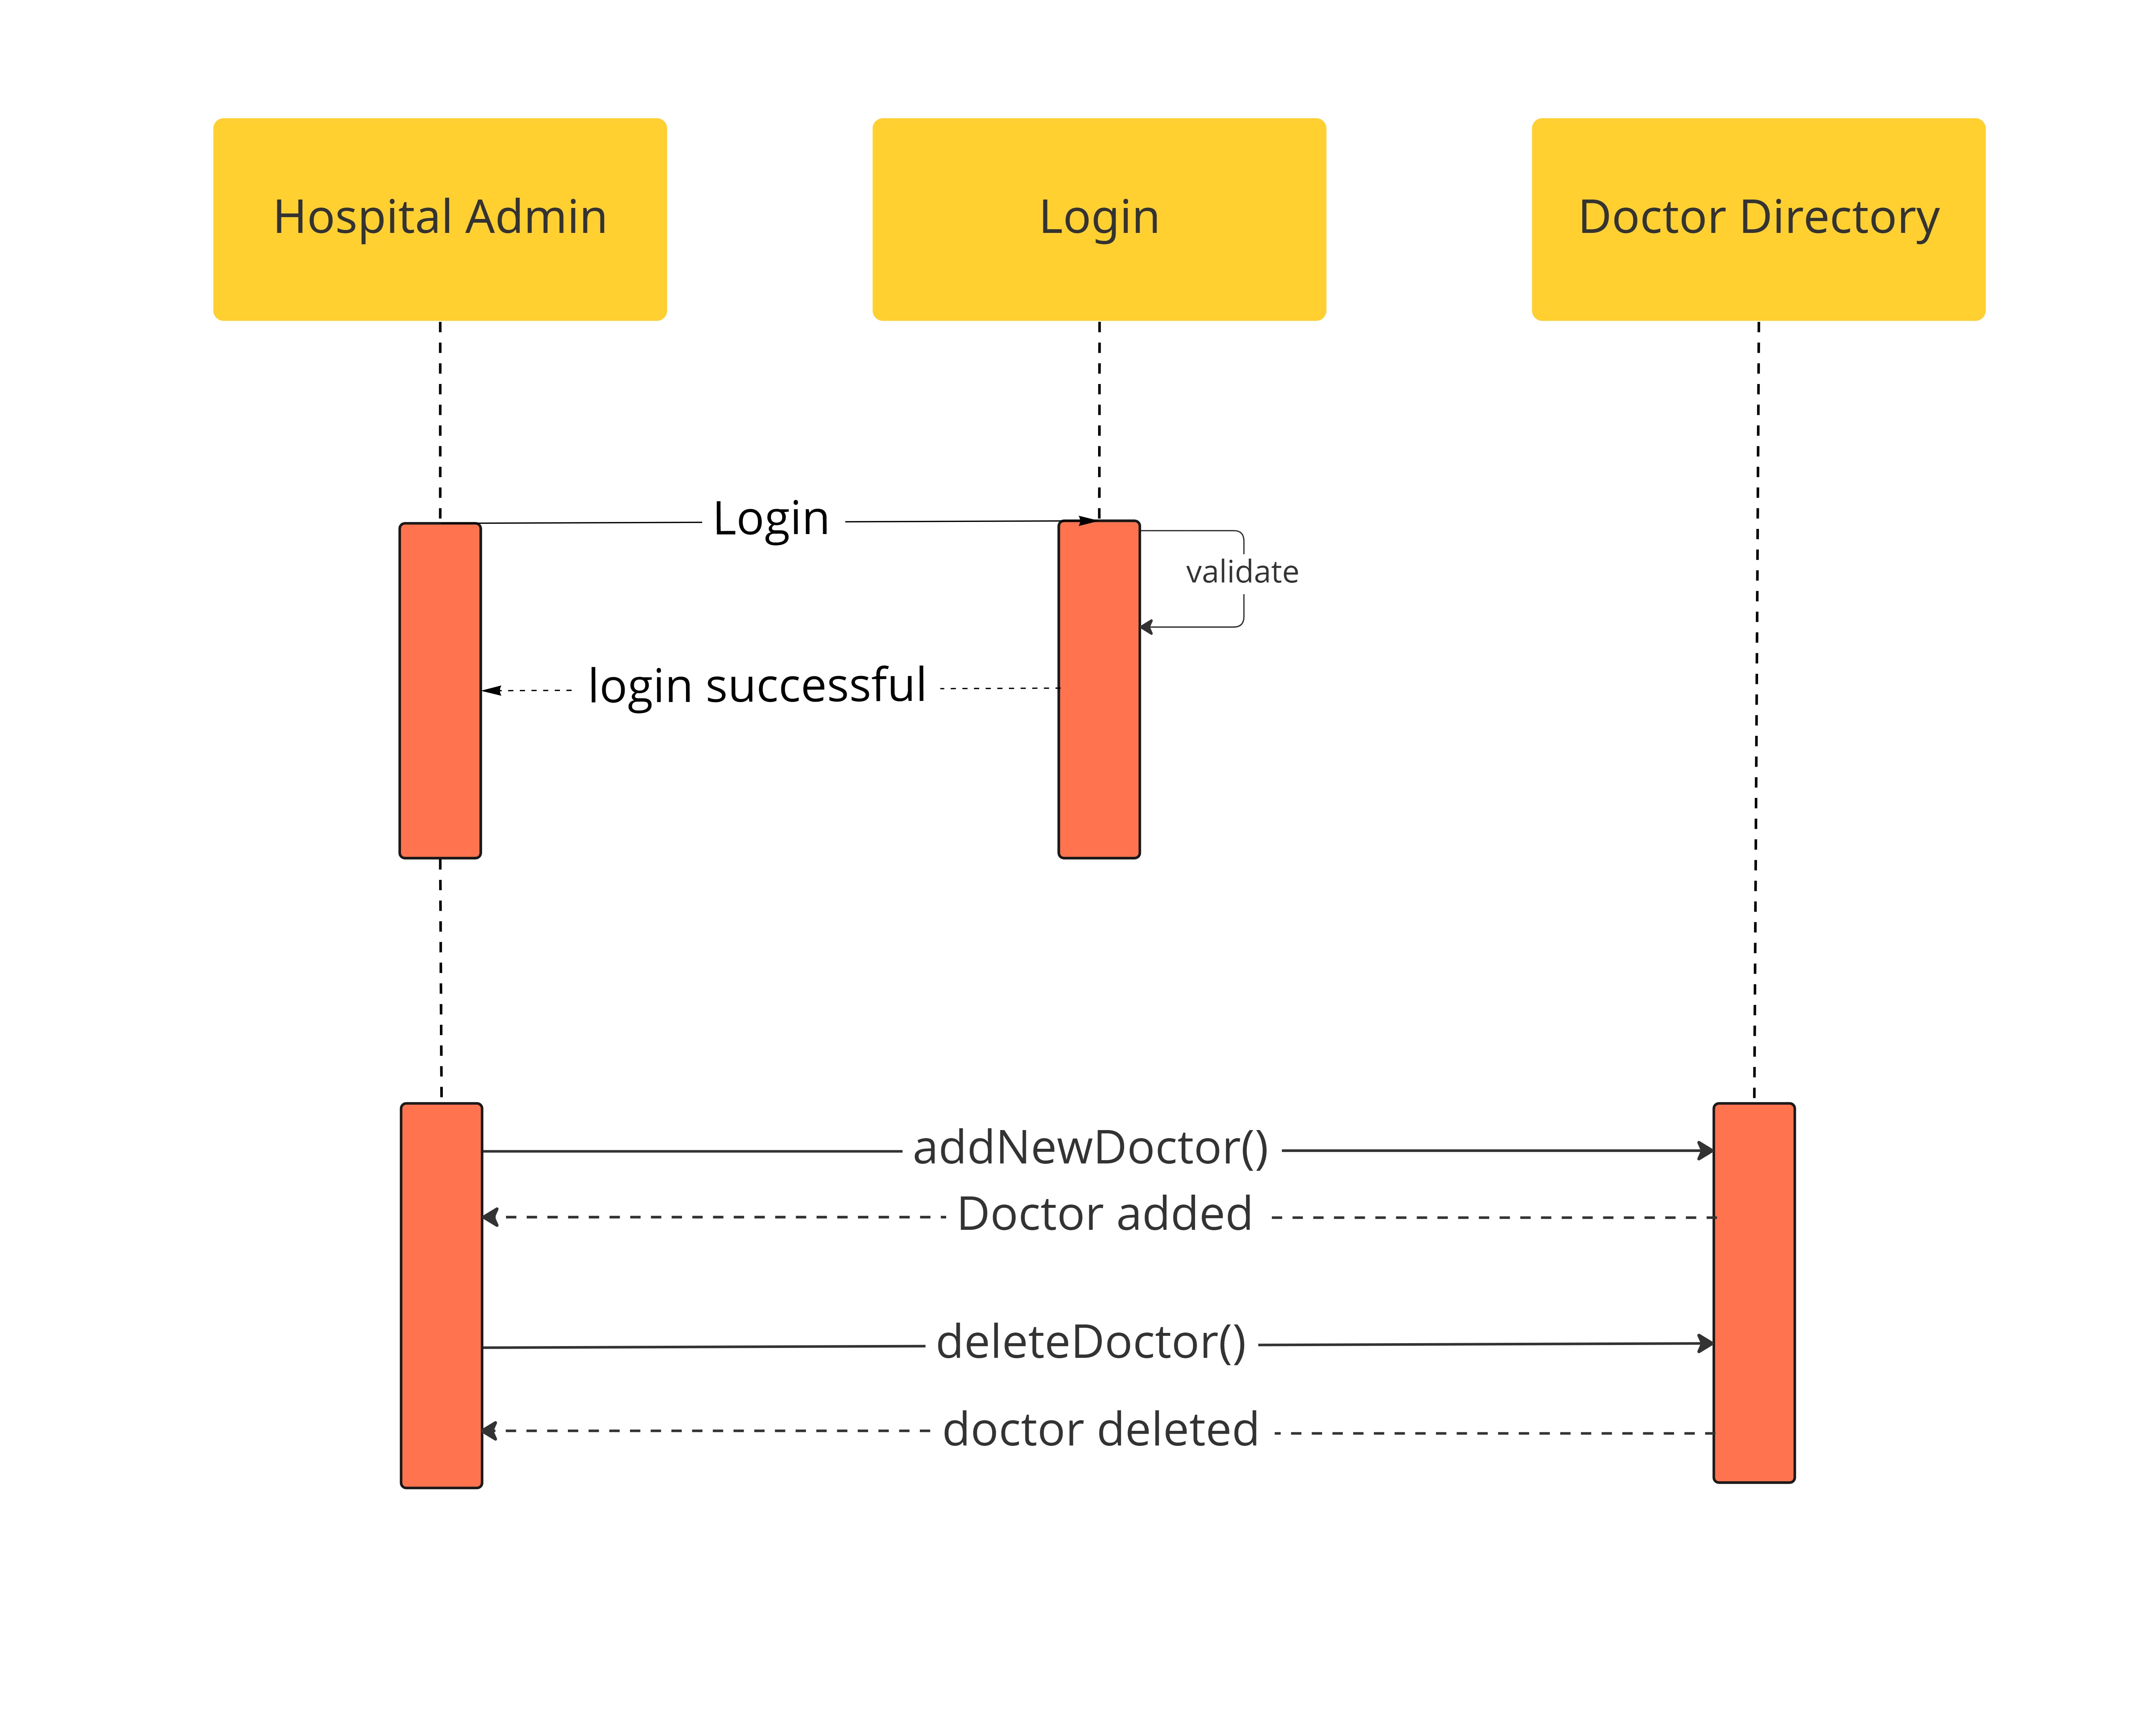 Hospital Admin
Login
Doctor Directory
Login
validate
login successful
addNewDoctor()
Doctor added
deleteDoctor()
doctor deleted